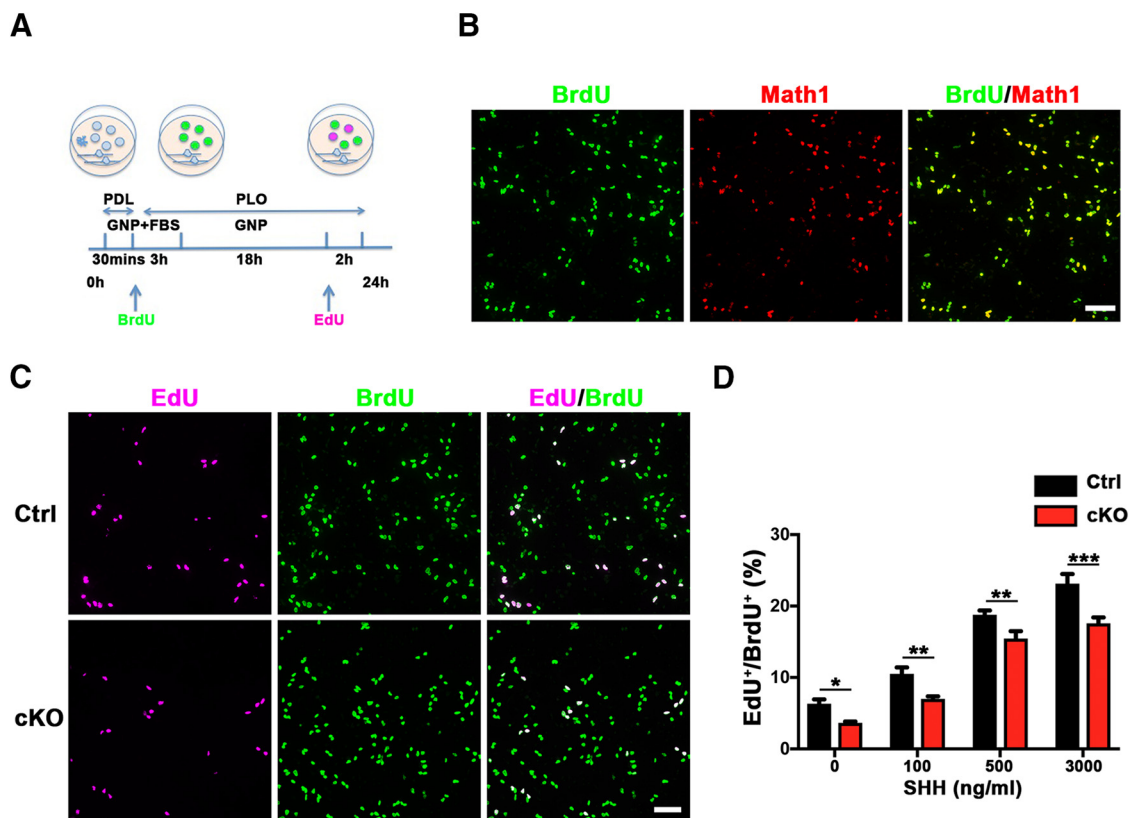 A
PDL
PLO
GNP+FBS
GNP
30mins
3h
18h
2h
0h
24h
BrdU
EdU
B
BrdU
Math1
BrdU/Math1
C
EdU
BrdU
EdU/BrdU
Ctrl
cKO
D
Ctrl
cKO
EdU⁺/BrdU⁺ (%)
30
20
10
0
*
**
**
***
0
100
500
3000
SHH (ng/ml)